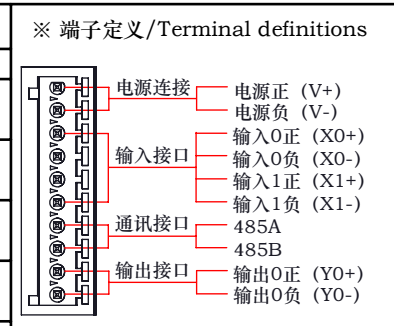 ※ 端子定义/Terminal definitions
电源连接
电源正 (V+)
电源负 (V-)
输入接口
输入0正 (X0+)
输入0负 (X0-)
输入1正 (X1+)
输入1负 (X1-)
通讯接口
485A
485B
输出接口
输出0正 (Y0+)
输出0负 (Y0-)